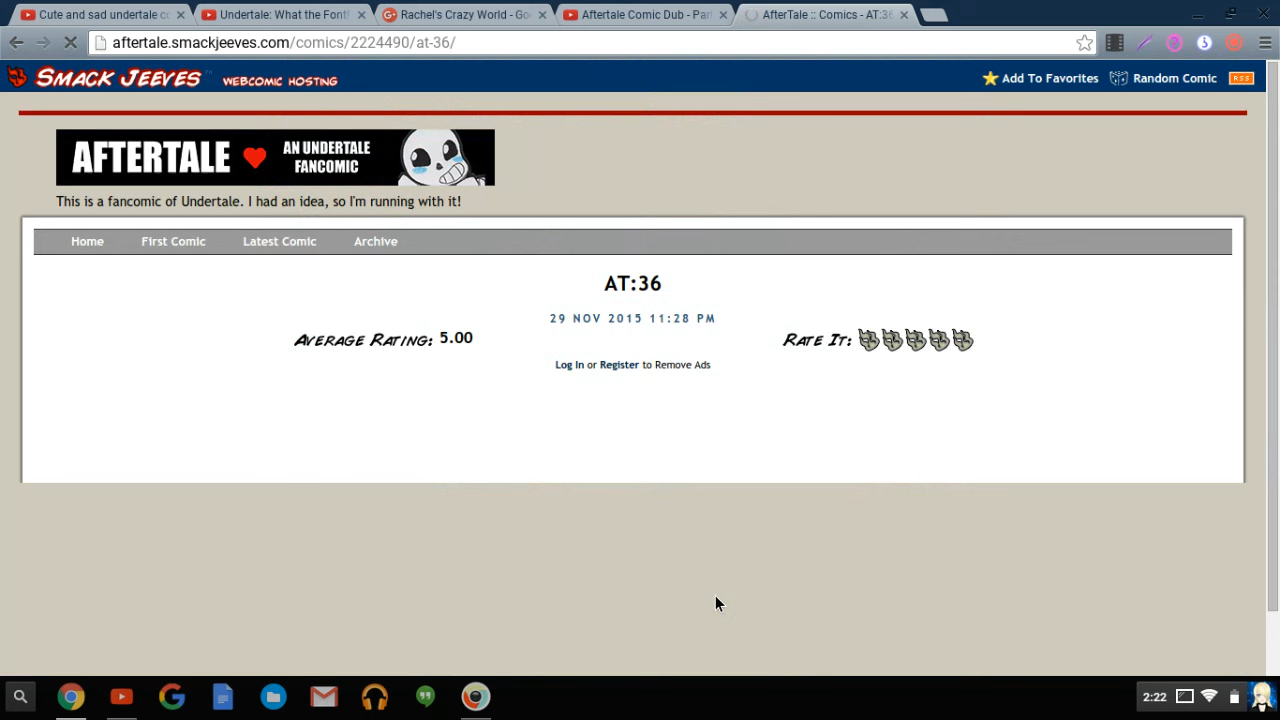 Cute and sad undertale c
Undertale: What the Font
Rachel's Crazy World - Go
Aftertale Comic Dub - Par
AfterTale :: Comics - AT:3
aftertale.smackjeeves.com/comics/2224490/at-36/
SMACK JEEVES WEBCOMIC HOSTING
Add To Favorites
Random Comic
RSS
AFTERTALE
AN UNDERTALE
FANCOMIC
This is a fancomic of Undertale. I had an idea, so I'm running with it!
Home
First Comic
Latest Comic
Archive
AT:36
29 NOV 2015 11:28 PM
AVERAGE RATING: 5.00
RATE IT:
Log In or Register to Remove Ads
2:22